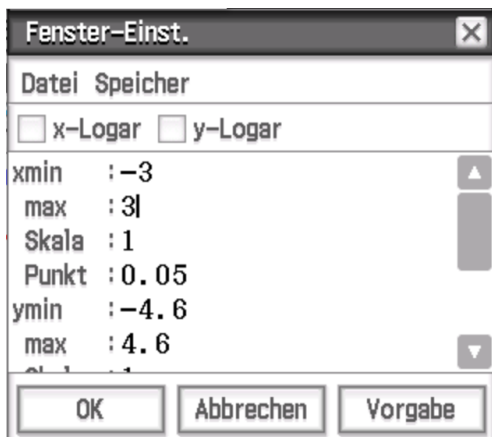 Fenster-Einst.
Datei Speicher
x-Logar y-Logar
xmin :-3
max :3
Skala :1
Punkt :0.05
ymin :-4.6
max :4.6
OK Abbrechen Vorgabe